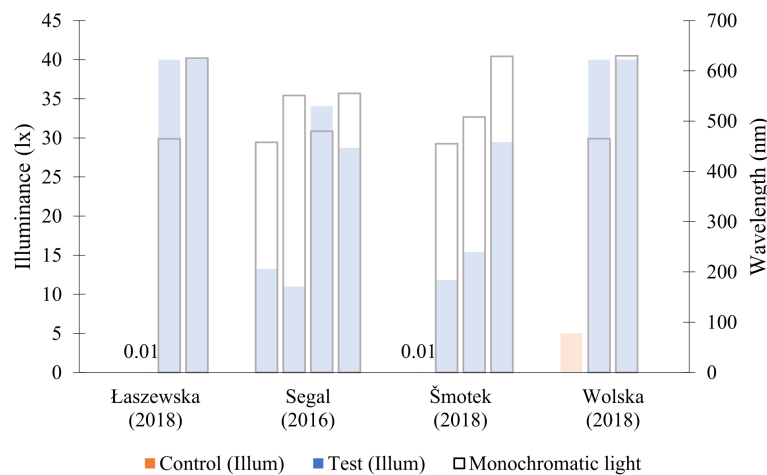 45
40
35
30
25
20
15
10
5
0
Illuminance (lx)
700
600
500
400
300
200
100
0
Wavelength (nm)
0.01
0.01
Łaszewska
(2018)
Segal
(2016)
Šmotek
(2018)
Wolska
(2018)
Control (Illum)
Test (Illum)
Monochromatic light